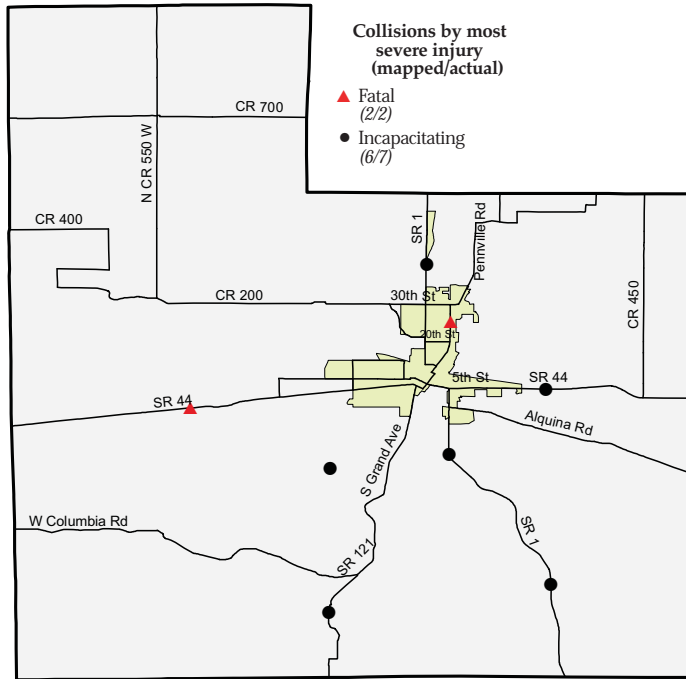 Collisions by most
severe injury
(mapped/actual)
Fatal
(2/2)
Incapacitating
(6/7)
CR 700
N CR 550 W
CR 400
SR 1
Pennville Rd
CR 200
30th St
CR 450
20th St
5th St
SR 44
SR 44
Alquina Rd
S Grand Ave
W Columbia Rd
SR 1
SR 121